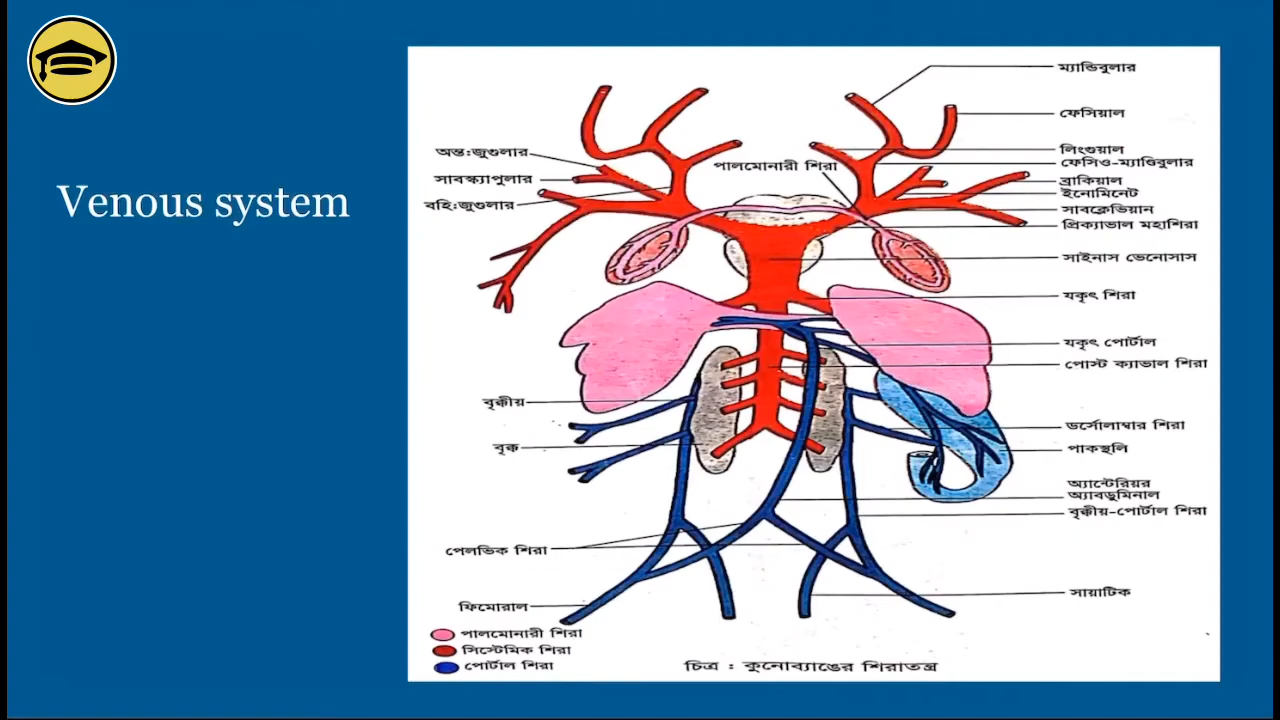 Venous system
ম্যান্ডিবুলার
ফেসিয়াল
অন্ত:জুগুলার
লিংগুয়াল
পালমোনারী শিরা
ফেসিও-ম্যাণ্ডিবুলার
সাবস্ক্যাপুলার
ব্রাকিয়াল
ইনোমিনেট
বহি:জুগুলার
সাবক্লেভিয়ান
প্রিক্যাভাল মহাশিরা
সাইনাস ভেনোসাস
যকৃৎ শিরা
যকৃৎ পোর্টাল
পোস্ট ক্যাভাল শিরা
বৃক্কীয়
ডর্সোলাম্বার শিরা
বৃক্ক
পাকস্থলি
অ্যান্টেরিয়র
অ্যাবডুমিনাল
বৃক্কীয়-পোর্টাল শিরা
পেলভিক শিরা
সায়াটিক
ফিমোরাল
পালমোনারী শিরা
সিস্টেমিক শিরা
পোর্টাল শিরা
চিত্র : কুনোব্যাঙের শিরাতন্ত্র